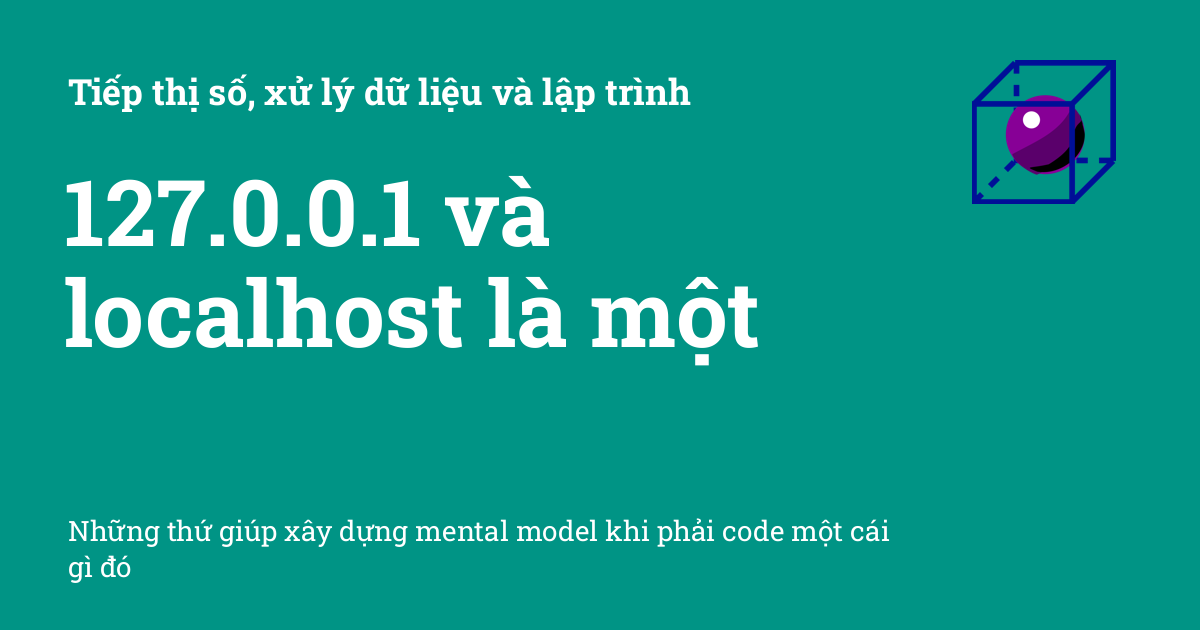 Tiếp thị số, xử lý dữ liệu và lập trình
127.0.0.1 và
localhost là một
Những thứ giúp xây dựng mental model khi phải code một cái
gì đó